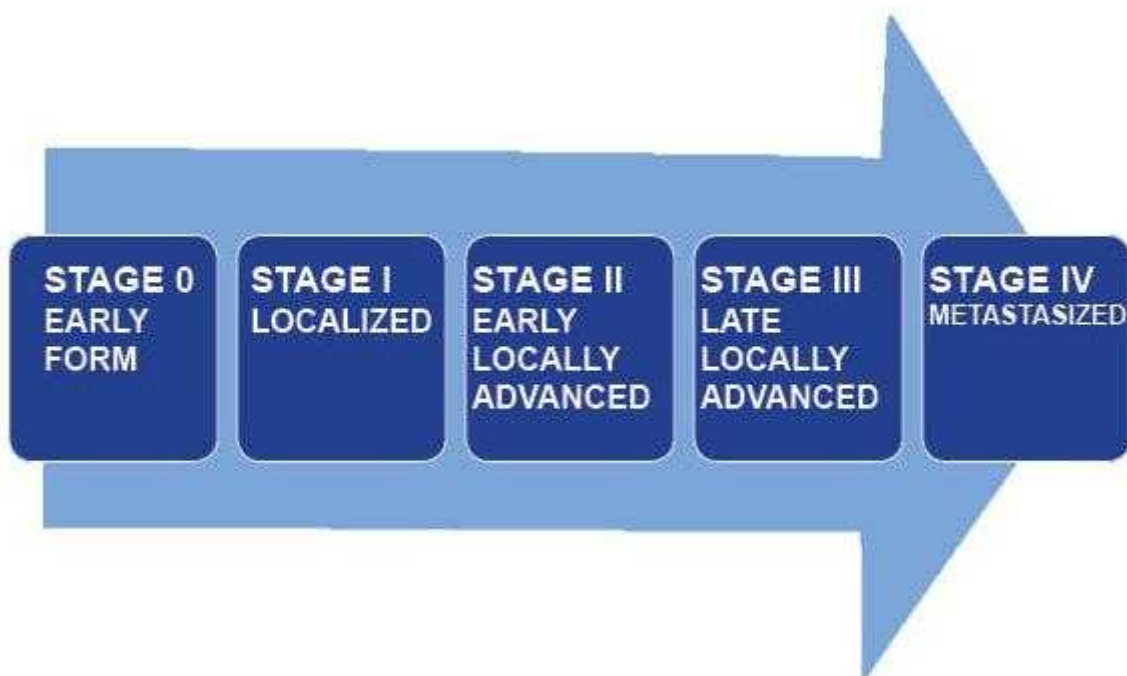 STAGE 0
EARLY
FORM
STAGE I
LOCALIZED
STAGE II
EARLY
LOCALLY
ADVANCED
STAGE III
LATE
LOCALLY
ADVANCED
STAGE IV
METASTASIZED